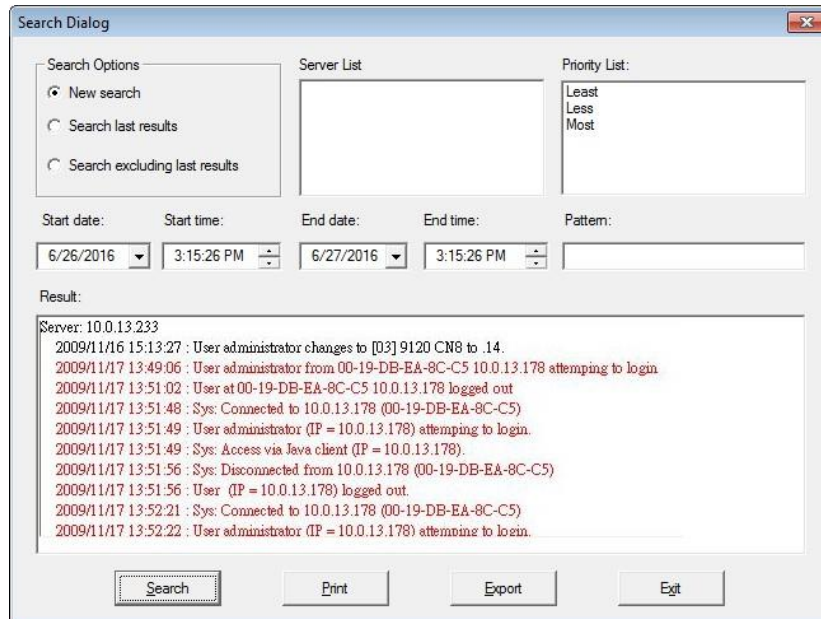 Search Dialog
Search Options
New search
Search last results
Search excluding last results
Server List
Priority List:
Least
Less
Most
Start date:
Start time:
End date:
End time:
Pattern:
6/26/2016
3:15:26 PM
6/27/2016
3:15:26 PM
Result:
Server: 10.0.13.233
2009/11/16 15:13:27 : User administrator changes to [03] 9120 CN8 to .14.
2009/11/17 13:49:06 : User administrator from 00-19-DB-EA-8C-C5 10.0.13.178 attemping to login
2009/11/17 13:51:02 : User at 00-19-DB-EA-8C-C5 10.0.13.178 logged out
2009/11/17 13:51:48 : Sys: Connected to 10.0.13.178 (00-19-DB-EA-8C-C5)
2009/11/17 13:51:49 : User administrator (IP = 10.0.13.178) attemping to login.
2009/11/17 13:51:49 : Sys: Access via Java client (IP = 10.0.13.178).
2009/11/17 13:51:56 : Sys: Disconnected from 10.0.13.178 (00-19-DB-EA-8C-C5)
2009/11/17 13:51:56 : User (IP = 10.0.13.178) logged out.
2009/11/17 13:52:21 : Sys: Connected to 10.0.13.178 (00-19-DB-EA-8C-C5)
2009/11/17 13:52:22 : User administrator (IP = 10.0.13.178) attemping to login.
Search
Print
Export
Exit